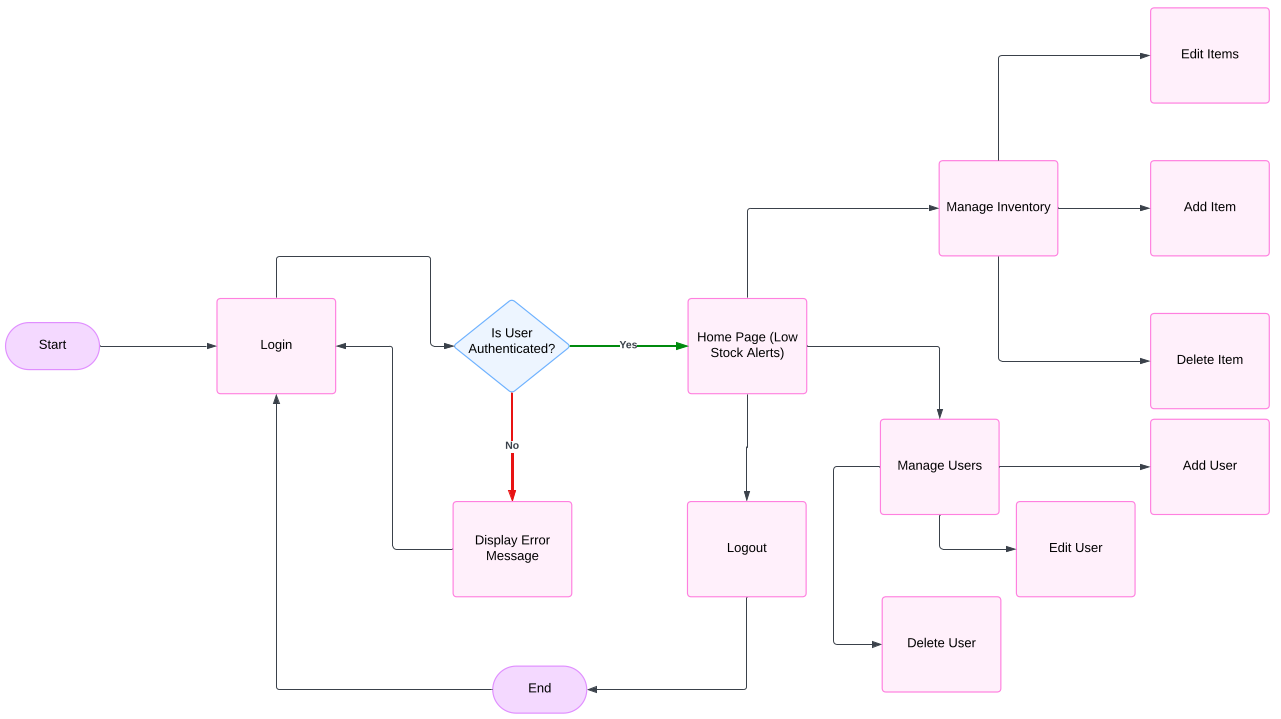 Edit Items
Manage Inventory
Add Item
Start
Login
Is User
Authenticated?
Yes
Home Page (Low
Stock Alerts)
Delete Item
No
Manage Users
Add User
Display Error
Message
Logout
Edit User
Delete User
End